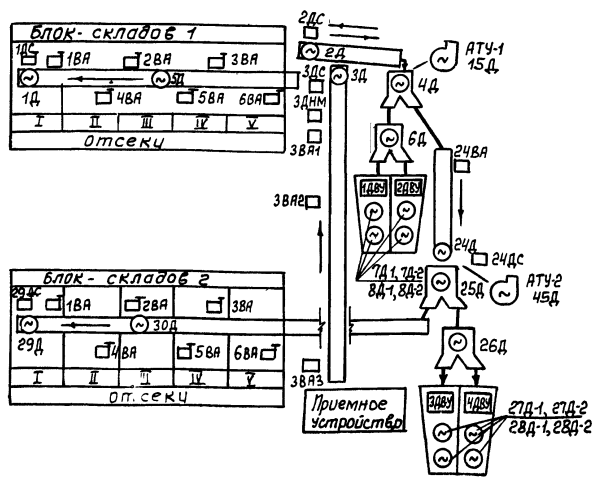 Блок-складов 1
1ДС
1ВА
2ВА
3ВА
5Д
1Д
4ВА
5ВА
6ВА
I II III IV V
отсеки
2ДС
2Д
3ДС
3Д
3ДНМ
3ВА1
3ВА2
3ВА3
4Д
АТУ-1
15Д
6Д
1ДВУ 2ДВУ
24ВА
24Д
24ДС
7Д-1, 7Д-2
8Д-1, 8Д-2
25Д
АТУ-2
45Д
Блок-складов 2
29ДС
1ВА
2ВА
3ВА
30Д
29Д
4ВА
5ВА
6ВА
I II III IV V
отсеки
26Д
Приемное
устройство
3ДВУ 4ДВУ
27Д-1, 27Д-2
28Д-1, 28Д-2